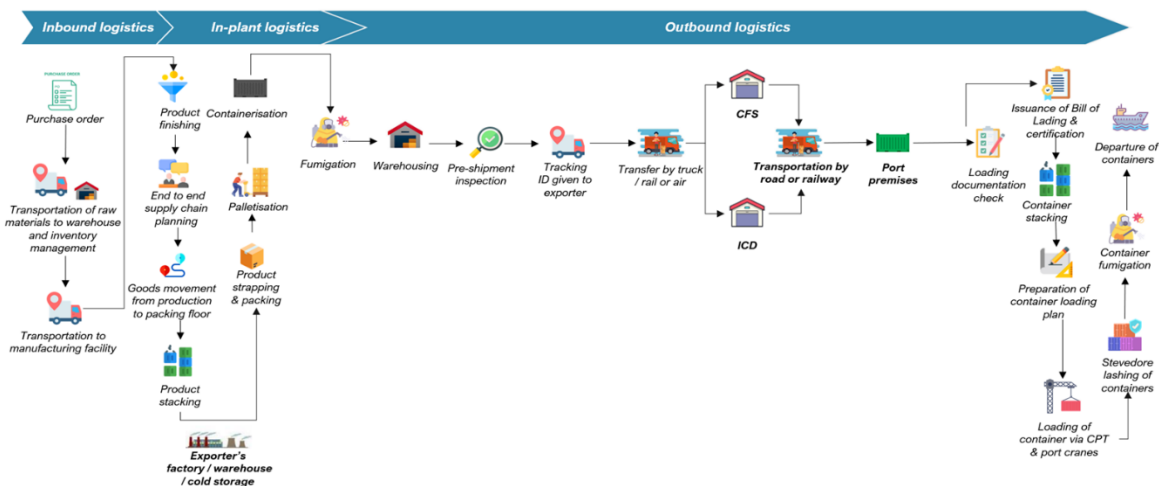 Inbound logistics
In-plant logistics
Outbound logistics
PURCHASE ORDER
Purchase order
Transportation of raw
materials to warehouse
and inventory
management
Transportation to
manufacturing facility
Product
finishing
End to end
supply chain
planning
Goods movement
from production
to packing floor
Product
stacking
Exporter's
factory / warehouse
/ cold storage
Product
strapping
& packing
Palletisation
Containerisation
Fumigation
Warehousing
Pre-shipment
inspection
Tracking
ID given to
exporter
Transfer by truck
/ rail or air
CFS
ICD
Transportation by
road or railway
Port
premises
Loading
documentation
check
Issuance of Bill of
Lading &
certification
Container
stacking
Preparation of
container loading
plan
Loading of
container via CPT
& port cranes
Stevedore
lashing of
containers
Container
fumigation
Departure of
containers